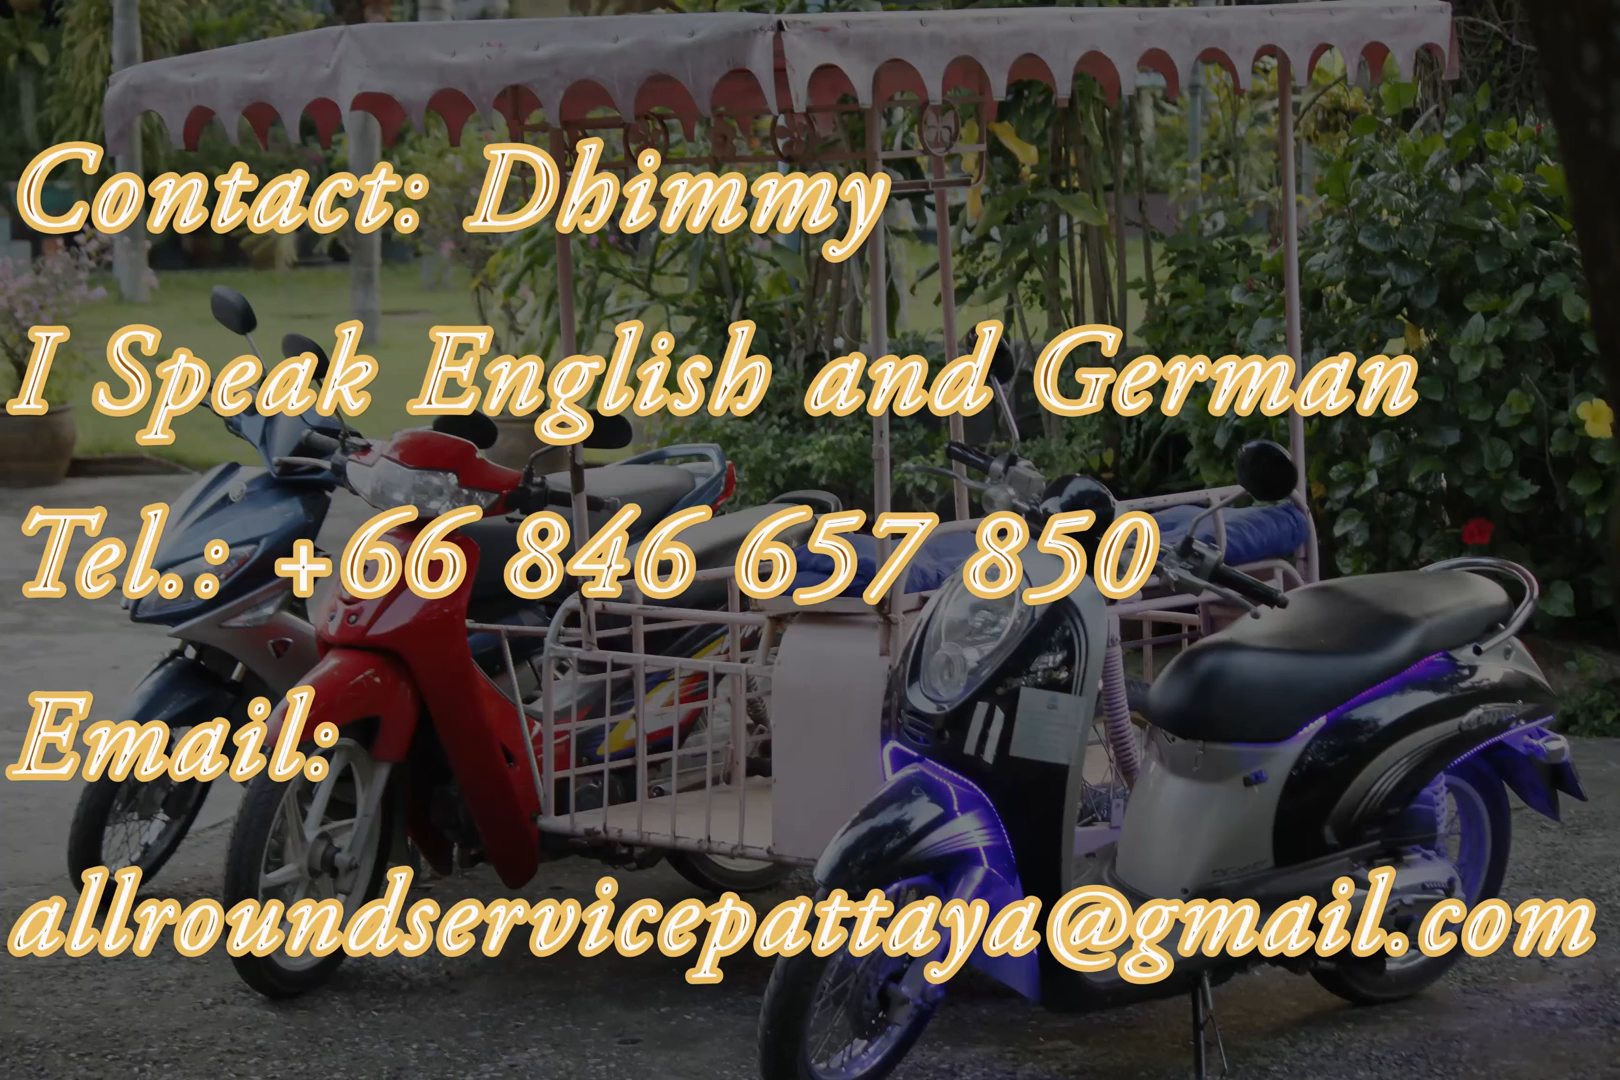 Contact: Dhimmy
I Speak English and German
Tel.: +66 846 657 850
Email:
allroundservicepattaya@gmail.com